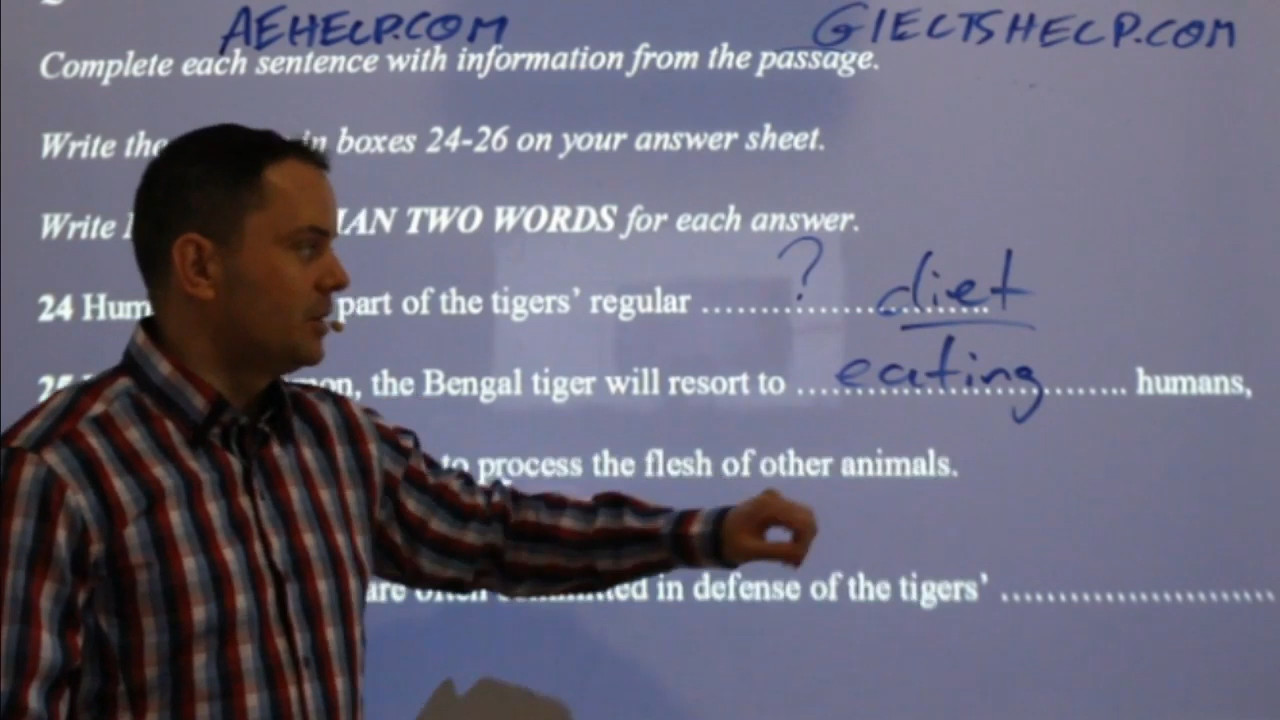 AEHELP.COM GIELTSHELP.COM
Complete each sentence with information from the passage.
Write the in boxes 24-26 on your answer sheet.
Write TWO WORDS for each answer.
24 Hum part of the tigers' regular ........ ? diet
the Bengal tiger will resort to .... eating .... humans,
to process the flesh of other animals.
are often in defense of the tigers' ........................